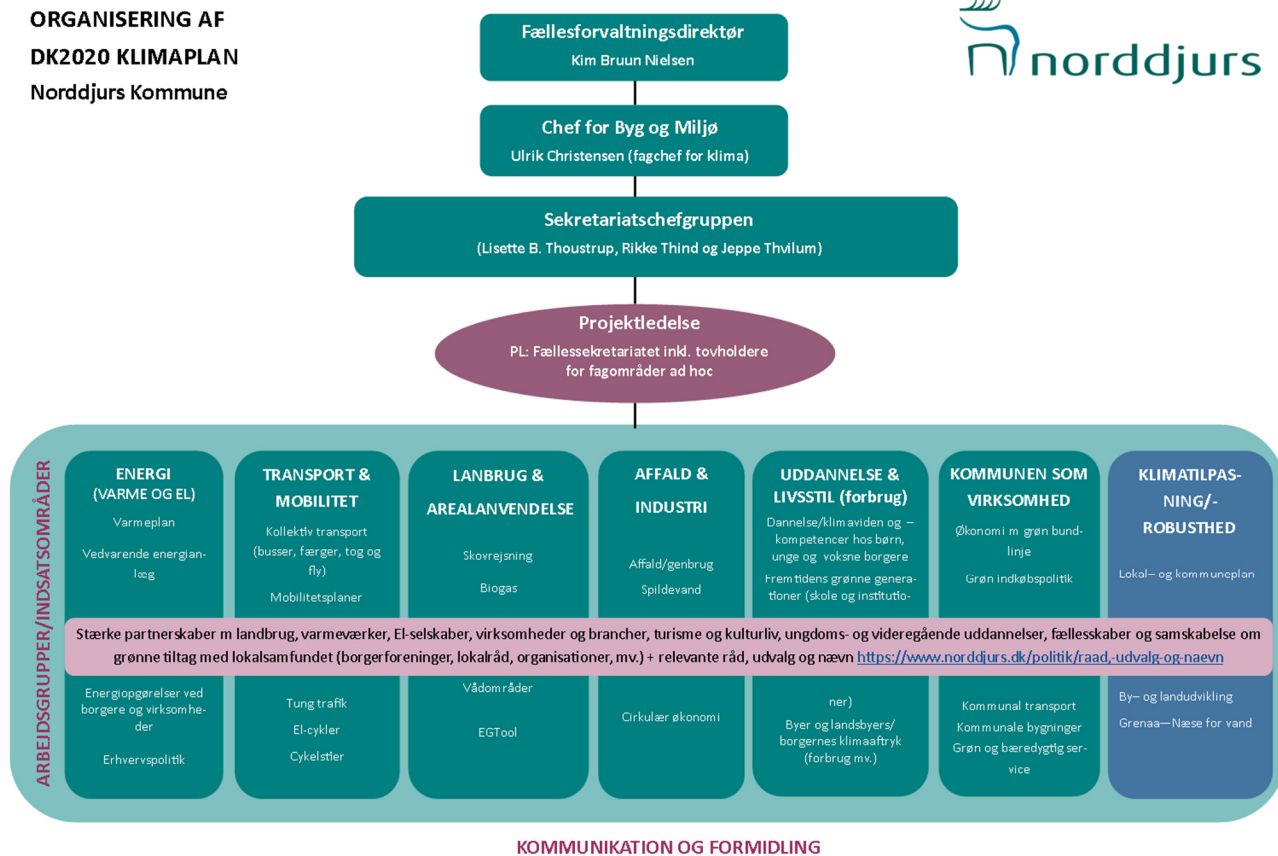 ORGANISERING AF
DK2020 KLIMAPLAN
Norddjurs Kommune
norddjurs
Fællesforvaltningsdirektør
Kim Bruun Nielsen
Chef for Byg og Miljø
Ulrik Christensen (fagchef for klima)
Sekretariatschefgruppen
(Lisette B. Thoustrup, Rikke Thind og Jeppe Thvilum)
Projektledelse
PL: Fællessekretariatet inkl. tovholdere
for fagområder ad hoc
ARBEJDSGRUPPER/INDSATSOMRÅDER
ENERGI
(VARME OG EL)
Varmeplan
Vedvarende energian-
læg
TRANSPORT &
MOBILITET
Kollektiv transport
(busser, færger, tog og
fly)
Mobilitetsplaner
LANBRUG &
AREALANVENDELSE
Skovrejsning
Biogas
AFFALD &
INDUSTRI
Affald/genbrug
Spildevand
UDDANNELSE &
LIVSSTIL (forbrug)
Dannelse/klimaviden og –
kompetencer hos børn,
unge og voksne borgere
Fremtidens grønne genera-
tioner (skole og institutio-
KOMMUNEN SOM
VIRKSOMHED
Økonomi m grøn bund-
linje
Grøn indkøbspolitik
KLIMATILPAS-
NING/-
ROBUSTHED
Lokal– og kommuneplan
Stærke partnerskaber m landbrug, varmeværker, El-selskaber, virksomheder og brancher, turisme og kulturliv, ungdoms- og videregående uddannelser, fællesskaber og samskabelse om
grønne tiltag med lokalsamfundet (borgerforeninger, lokalråd, organisationer, mv.) + relevante råd, udvalg og nævn https://www.norddjurs.dk/politik/raad,-udvalg-og-naevn
Energiopgørelser ved
borgere og virksomhe-
der
Erhvervspolitik
Tung trafik
El-cykler
Cykelstier
Vådområder
EGTool
Cirkulær økonomi
ner)
Byer og landsbyers/
borgernes klimaaftryk
(forbrug mv.)
Kommunal transport
Kommunale bygninger
Grøn og bæredygtig ser-
vice
By– og landudvikling
Grenaa—Næse for vand
KOMMUNIKATION OG FORMIDLING